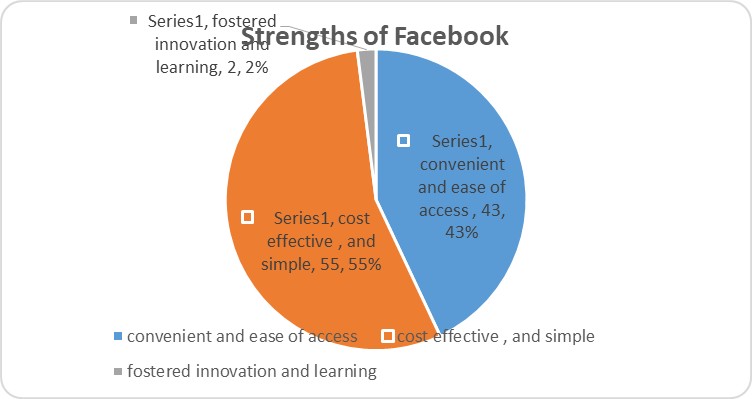 Strengths of Facebook
Series1, fostered
innovation and
learning, 2, 2%
Series1,
convenient
and ease of
access , 43,
43%
Series1, cost
effective , and
simple, 55, 55%
convenient and ease of access
cost effective , and simple
fostered innovation and learning